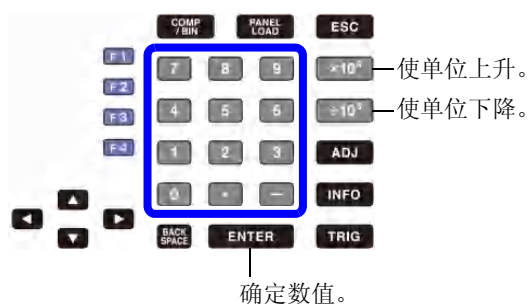 COMP / BIN
PANEL LOAD
ESC
F1
7 8 9
×10³
使单位上升。
F2
÷10³
使单位下降。
F3
4 5 6
F4
1 2 3
ADJ
0 . −
INFO
BACK SPACE
ENTER
TRIG
确定数值。